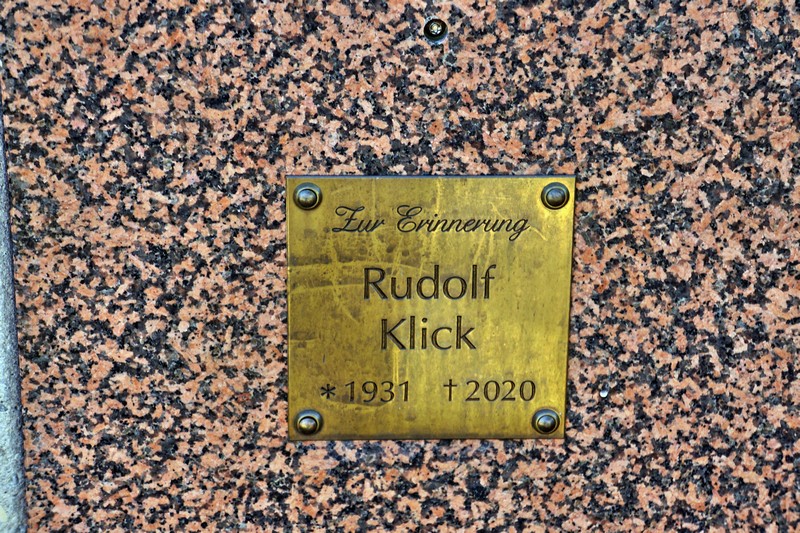 Zur Erinnerung
Rudolf
Klick
* 1931 † 2020